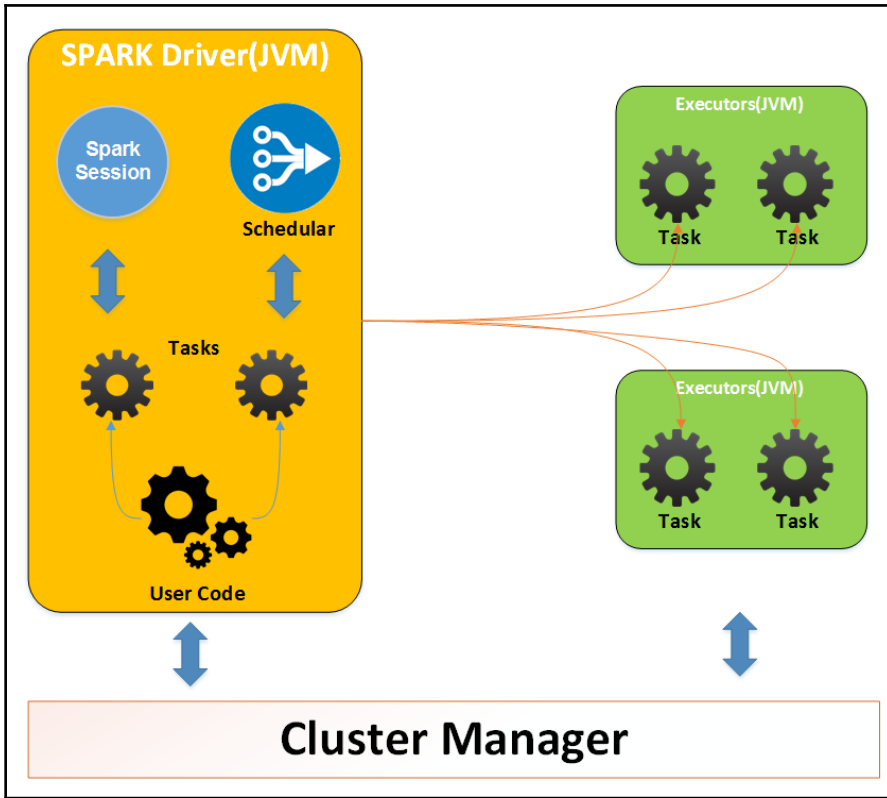 SPARK Driver(JVM)
Spark
Session
Schedular
Tasks
User Code
Executors(JVM)
Task
Task
Executors(JVM)
Task
Task
Cluster Manager